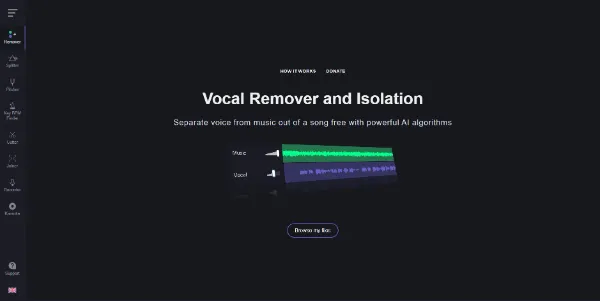 Remover
Splitter
Pitcher
Key BPM
Finder
Cutter
Joiner
Recorder
Karaoke
Support
HOW IT WORKS
DONATE
Vocal Remover and Isolation
Separate voice from music out of a song free with powerful AI algorithms
Music
Vocal
Browse my files